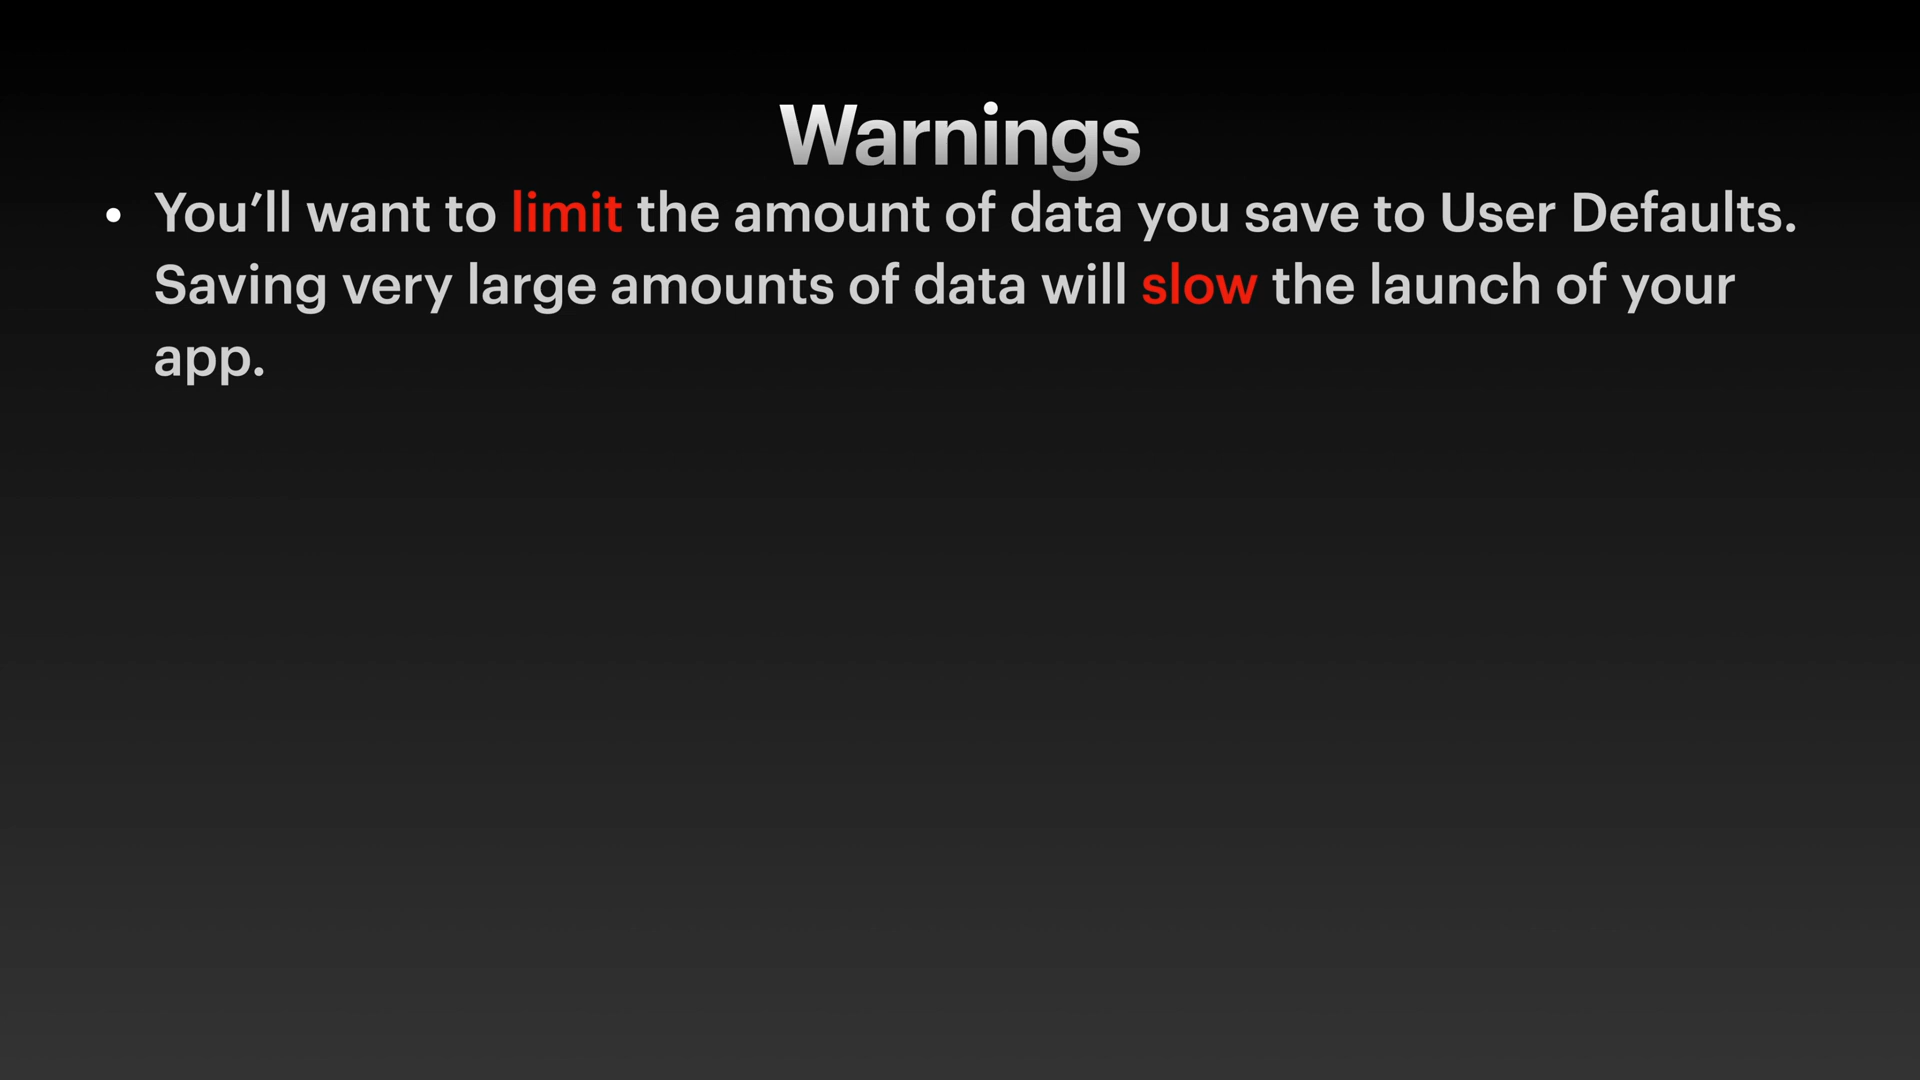 Warnings
• You’ll want to limit the amount of data you save to User Defaults.
Saving very large amounts of data will slow the launch of your
app.